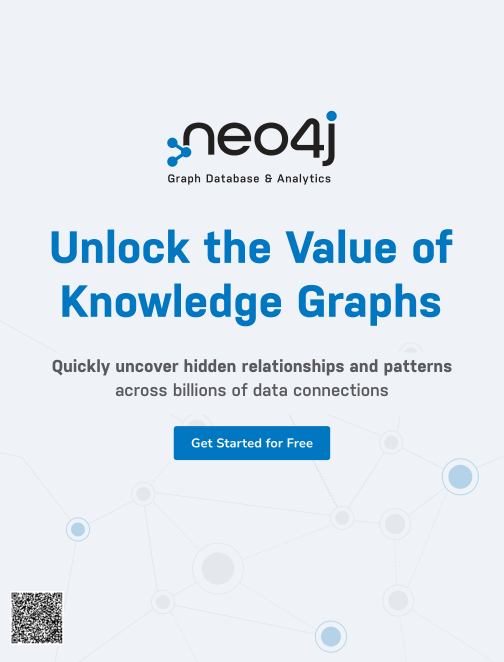 neo4j
Graph Database & Analytics
Unlock the Value of
Knowledge Graphs
Quickly uncover hidden relationships and patterns
across billions of data connections
Get Started for Free